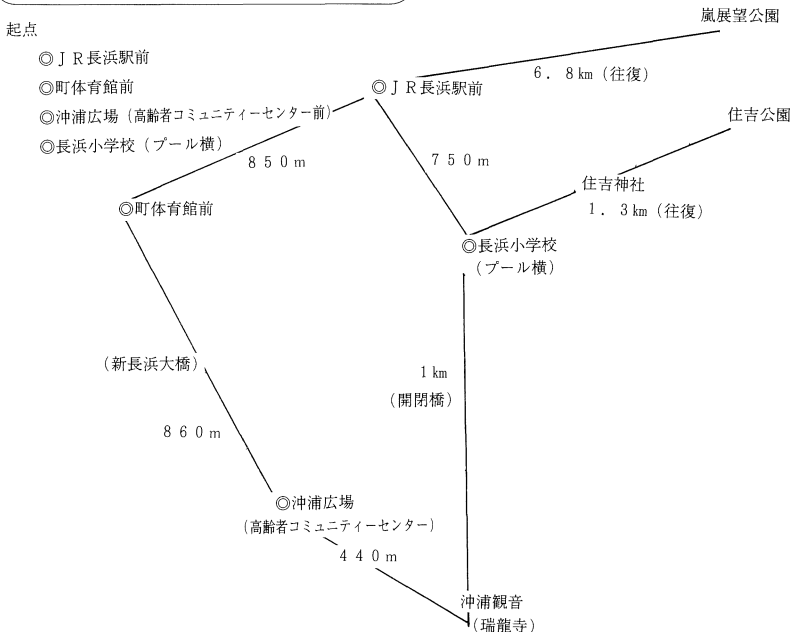 起点
◎ＪＲ長浜駅前
◎町体育館前
◎沖浦広場（高齢者コミュニティーセンター前）
◎長浜小学校（プール横）
嵐展望公園
６．８㎞（往復）
◎ＪＲ長浜駅前
住吉公園
８５０ｍ
７５０ｍ
住吉神社
１．３㎞（往復）
◎町体育館前
◎長浜小学校
（プール横）
（新長浜大橋）
１㎞
（開閉橋）
８６０ｍ
◎沖浦広場
（高齢者コミュニティーセンター）
４４０ｍ
沖浦観音
（瑞龍寺）